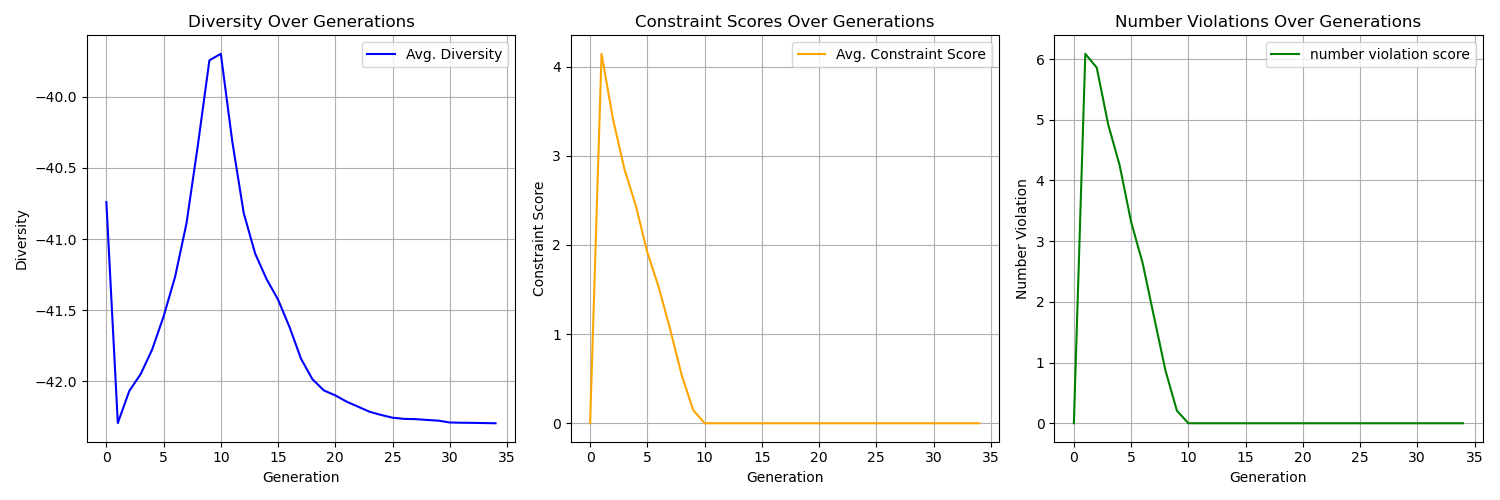 Diversity Over Generations
Avg. Diversity
−40.0
−40.5
−41.0
−41.5
−42.0
Diversity
0 5 10 15 20 25 30 35
Generation
Constraint Scores Over Generations
Avg. Constraint Score
4
3
2
1
0
Constraint Score
0 5 10 15 20 25 30 35
Generation
Number Violations Over Generations
number violation score
6
5
4
3
2
1
0
Number Violation
0 5 10 15 20 25 30 35
Generation